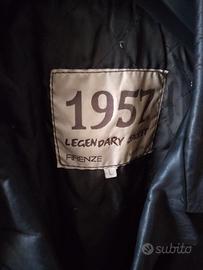 1957
LEGENDARY
FIRENZE
L
subito